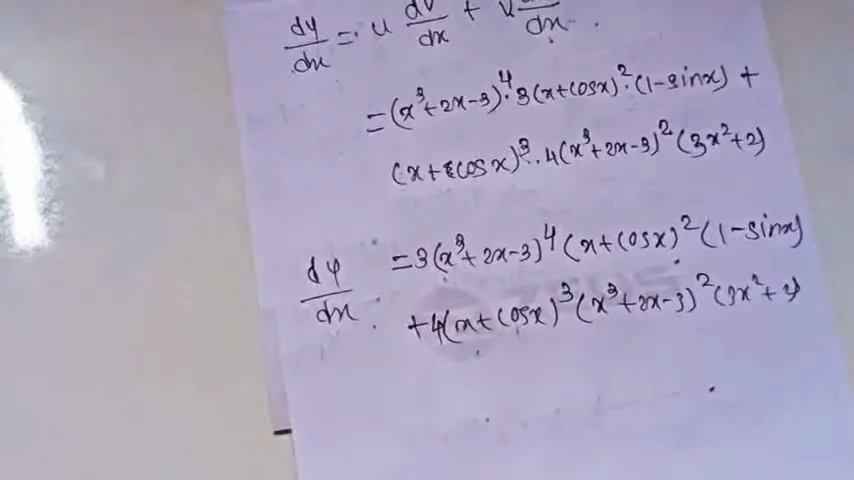 dy/dx = u dv/dx + v du/dx
= (x³+2x-3)⁴·3(x+cosx)²·(1-sinx) +
(x+cosx)³·4(x³+2x-3)²(3x²+2)
dy/dx = 3(x³+2x-3)⁴(x+cosx)²(1-sinx)
+4(x+cosx)³(x³+2x-3)²(3x²+2)